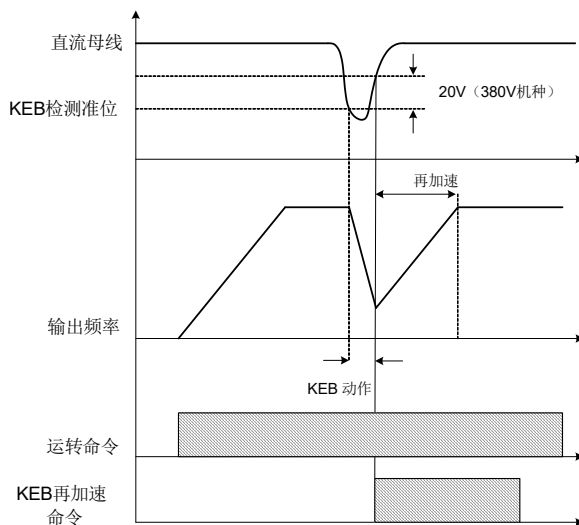 直流母线
KEB检测准位
20V（380V机种）
再加速
输出频率
KEB 动作
运转命令
KEB再加速
命令